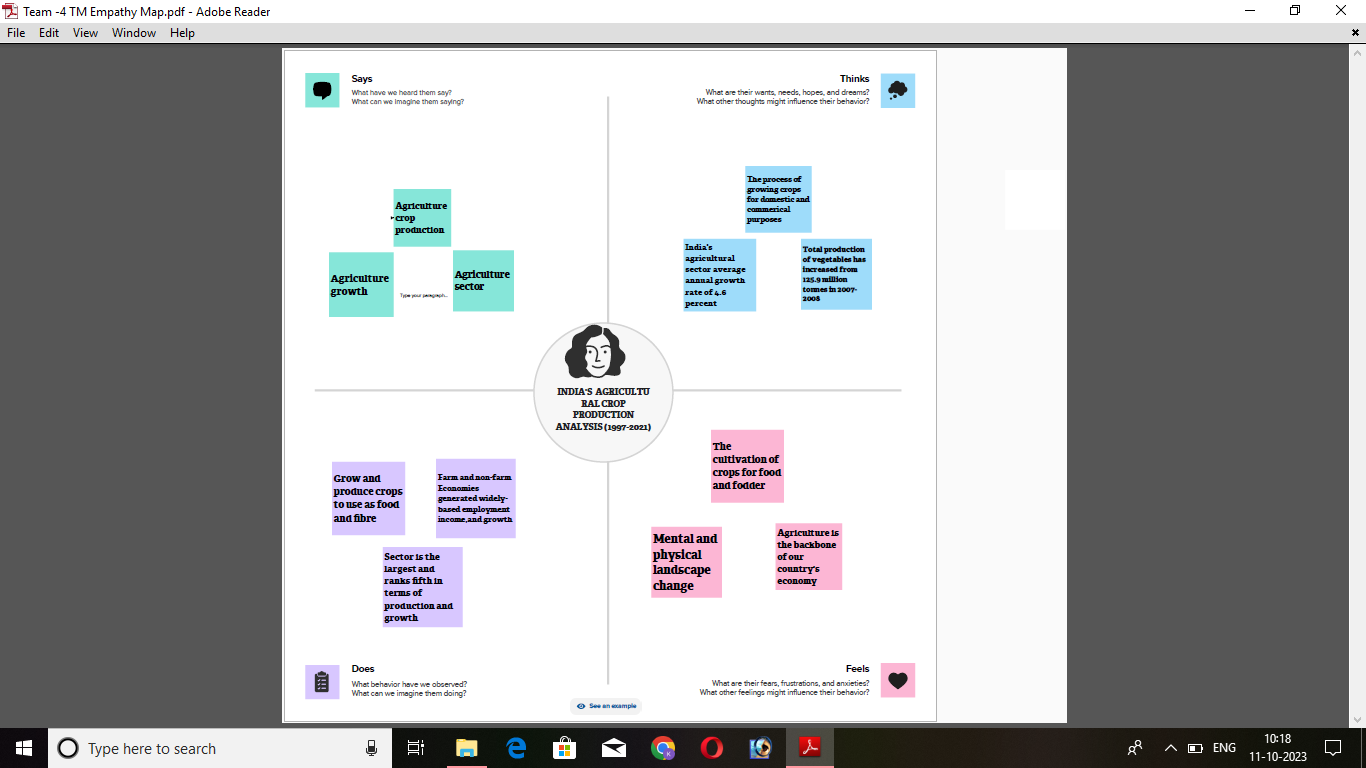 Team -4 TM Empathy Map.pdf - Adobe Reader
File Edit View Window Help
Says
What have we heard them say?
What can we imagine them saying?
Thinks
What are their wants, needs, hopes, and dreams?
What other thoughts might influence their behavior?
Agriculture
crop
production
Agriculture
growth
Type your paragraph...
Agriculture
sector
The process of
growing crops
for domestic and
commerical
purposes
India's
agricultural
sector average
annual growth
rate of 4.6
percent
Total production
of vegetables has
increased from
125.9 million
tonnes in 2007-
2008
INDIA'S AGRICULTU
RAL CROP
PRODUCTION
ANALYSIS (1997-2021)
Grow and
produce crops
to use as food
and fibre
Farm and non-farm
Economies
generated widely-
based employment
income,and growth
Sector is the
largest and
ranks fifth in
terms of
production and
growth
The
cultivation of
crops for food
and fodder
Mental and
physical
landscape
change
Agriculture is
the backbone
of our
country's
economy
Does
What behavior have we observed?
What can we imagine them doing?
Feels
What are their fears, frustrations, and anxieties?
What other feelings might influence their behavior?
See an example
Type here to search
ENG
10:18
11-10-2023